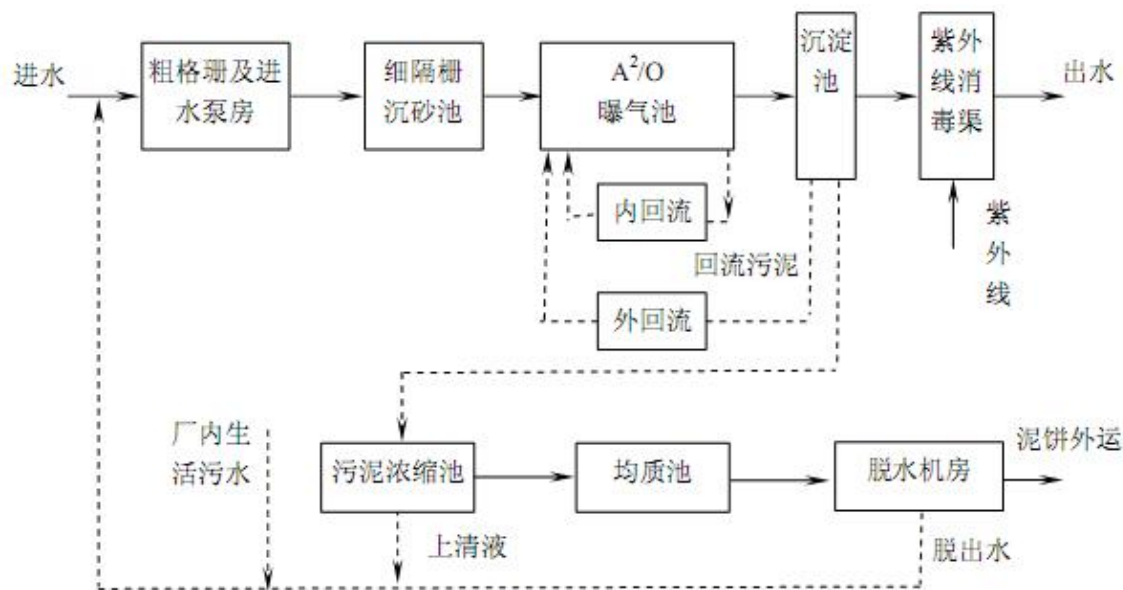 进水
粗格珊及进
水泵房
细隔栅
沉砂池
A²/O
曝气池
沉淀
池
紫外
线消
毒渠
出水
内回流
紫
外
线
回流污泥
外回流
厂内生
活污水
污泥浓缩池
均质池
脱水机房
泥饼外运
上清液
脱出水